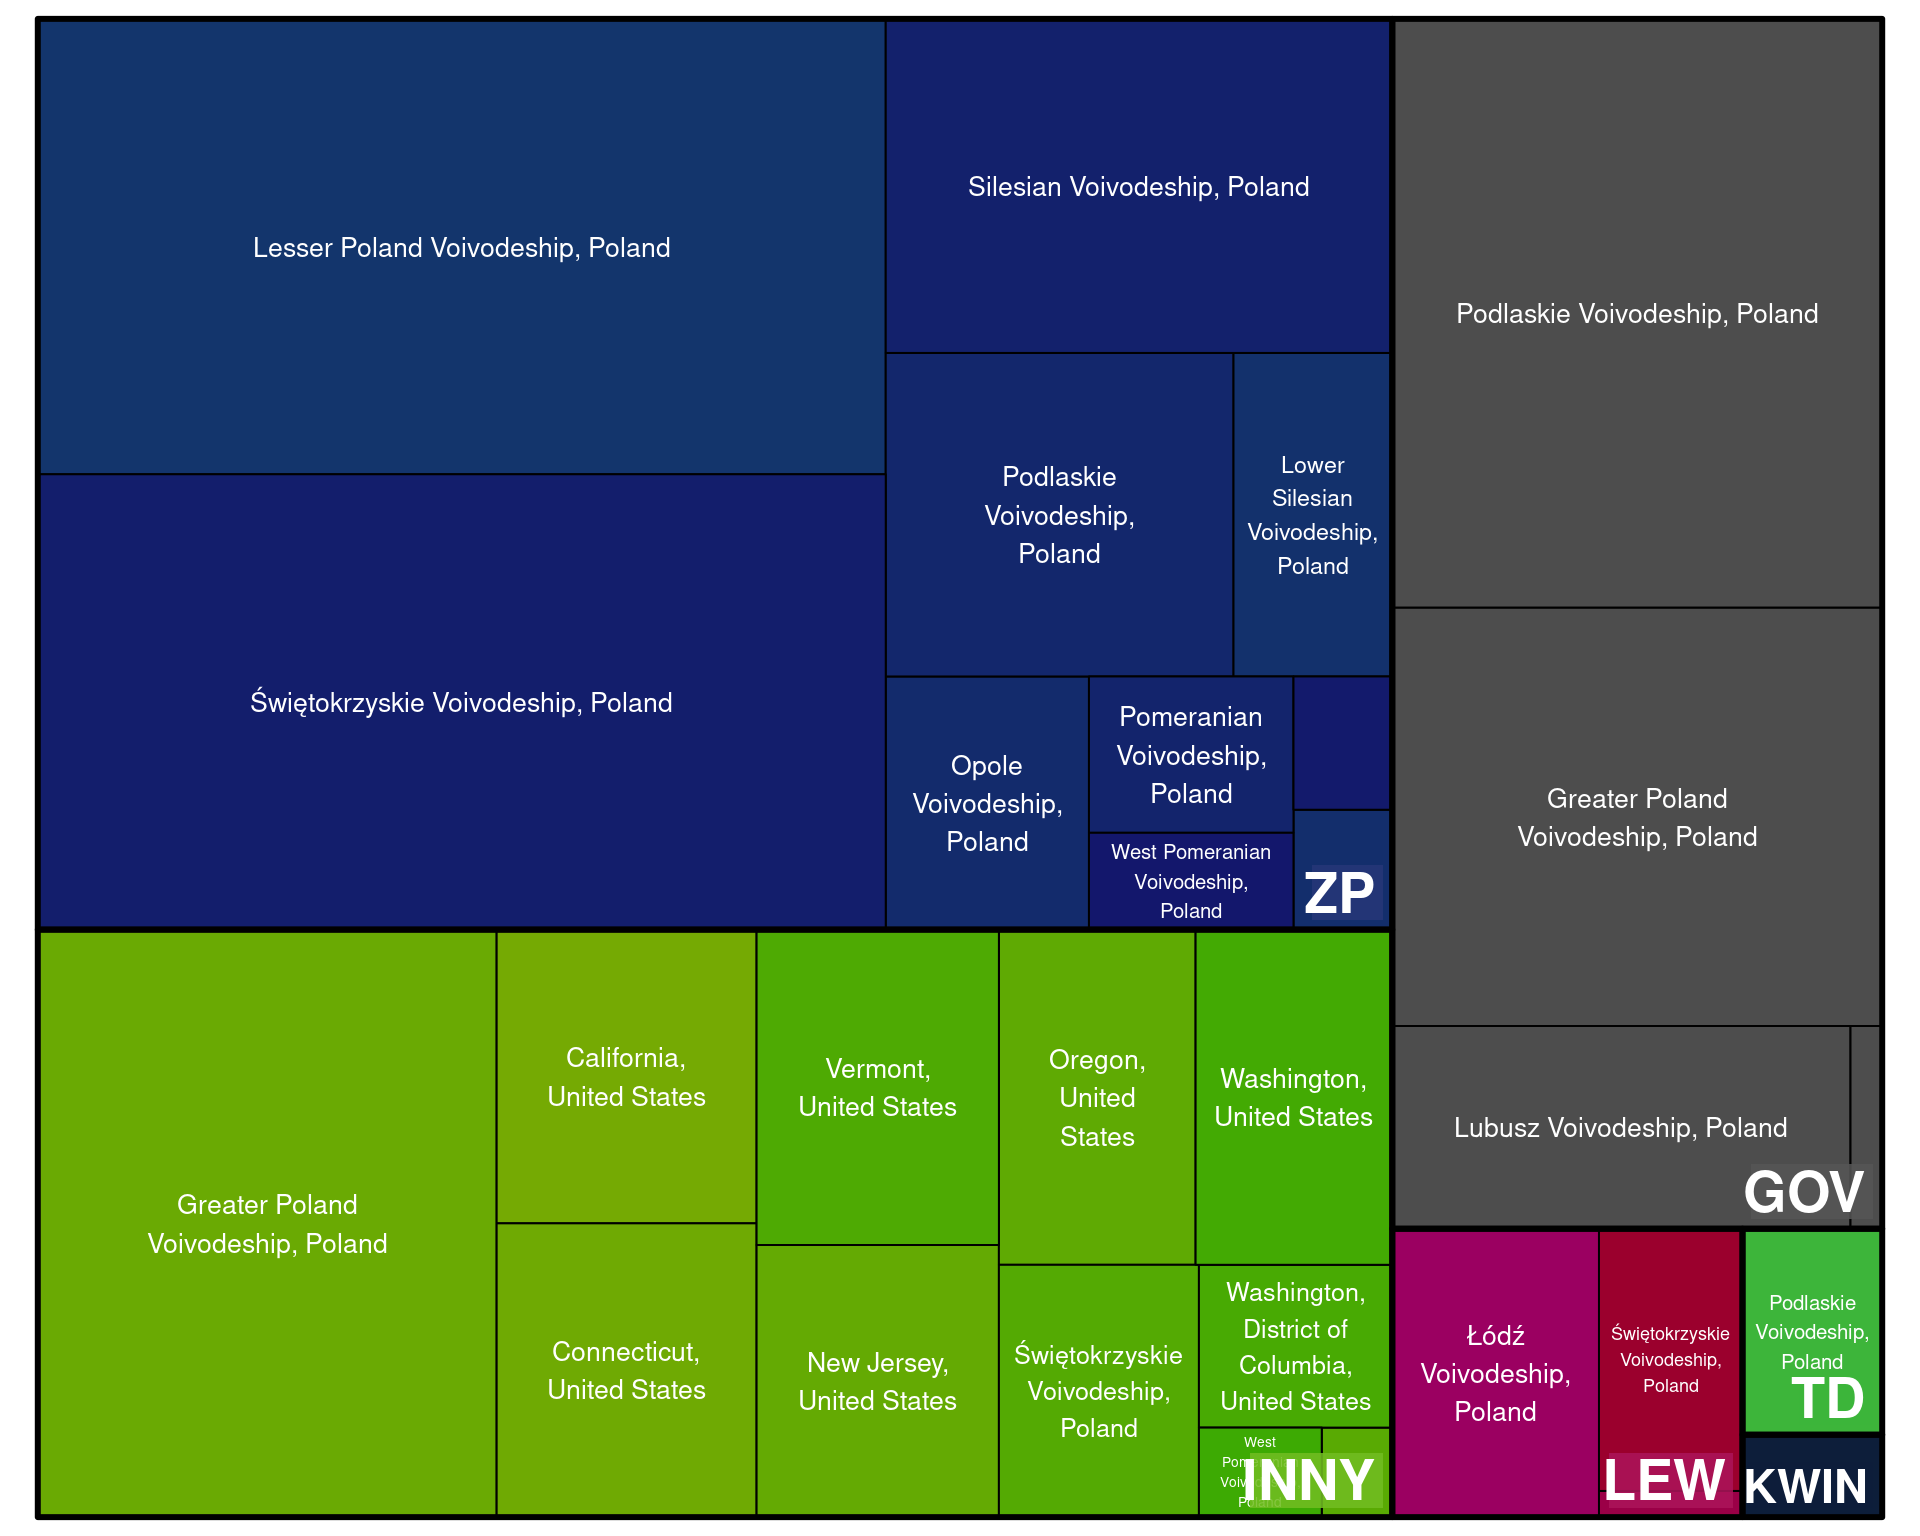 Lesser Poland Voivodeship, Poland
Świętokrzyskie Voivodeship, Poland
Silesian Voivodeship, Poland
Podlaskie
Voivodeship,
Poland
Lower
Silesian
Voivodeship,
Poland
Opole
Voivodeship,
Poland
Pomeranian
Voivodeship,
Poland
West Pomeranian
Voivodeship,
Poland
ZP
Greater Poland
Voivodeship, Poland
California,
United States
Connecticut,
United States
Vermont,
United States
New Jersey,
United States
Oregon,
United
States
Washington,
United States
Świętokrzyskie
Voivodeship,
Poland
Washington,
District of
Columbia,
United States
West
Poland
INNY
Podlaskie Voivodeship, Poland
Greater Poland
Voivodeship, Poland
Lubusz Voivodeship, Poland
GOV
Łódź
Voivodeship,
Poland
Świętokrzyskie
Voivodeship,
Poland
LEW
Podlaskie
Voivodeship,
Poland
TD
KWIN